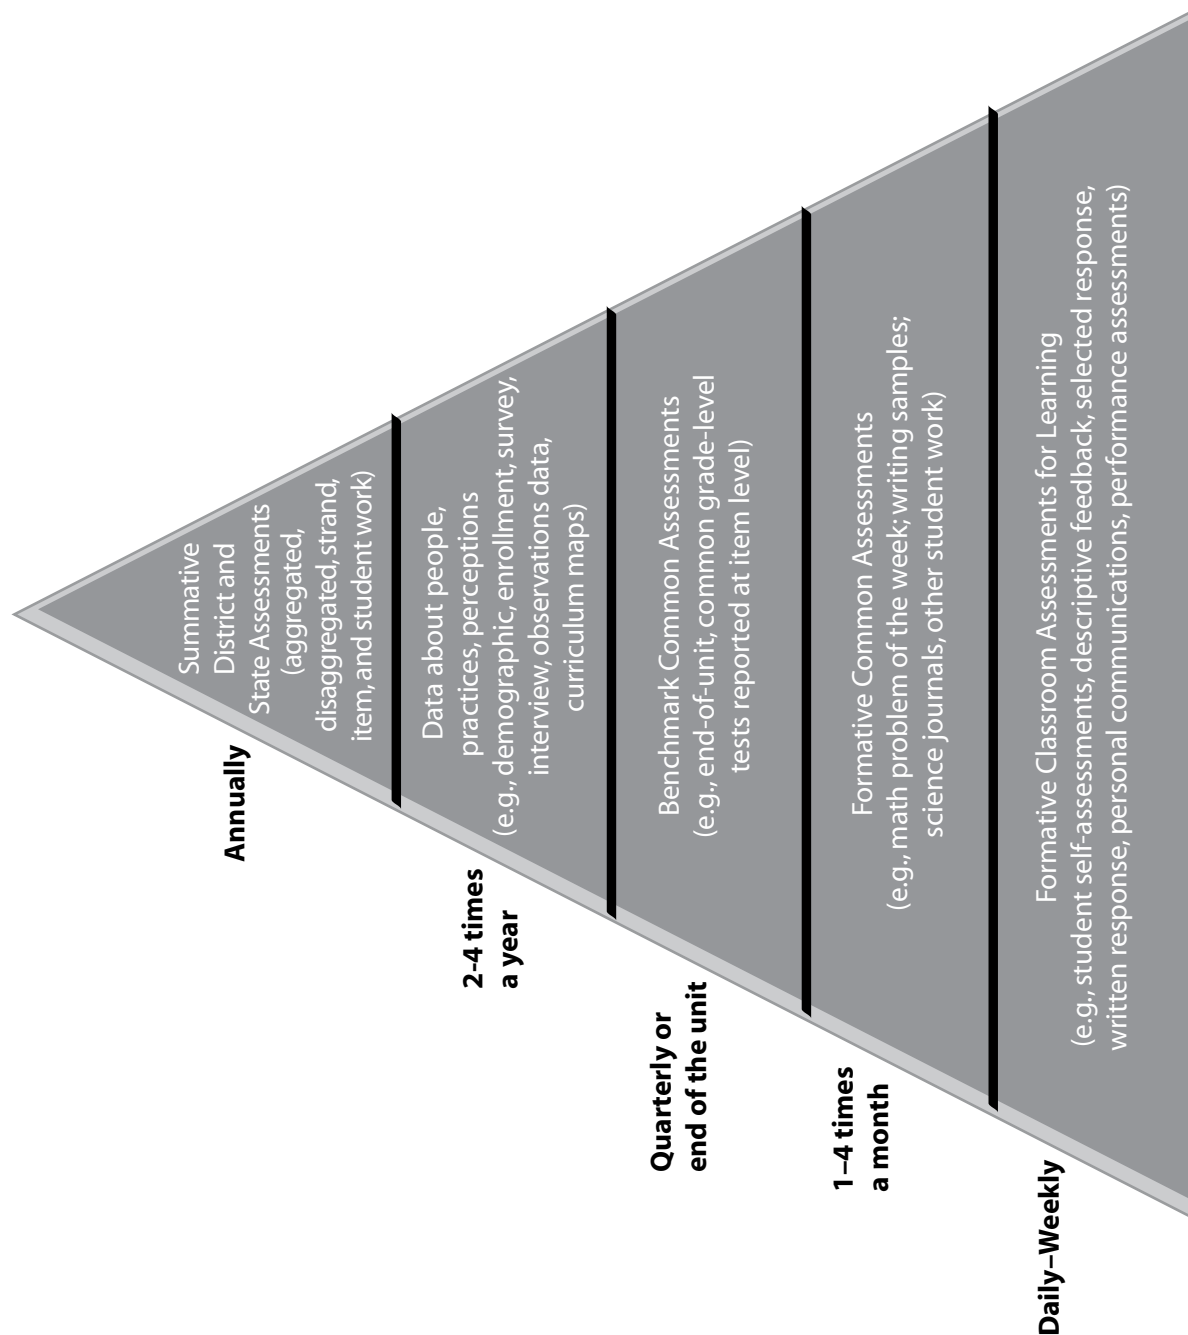 Annually
Summative
District and
State Assessments
(aggregated,
disaggregated, strand,
item, and student work)
2-4 times
a year
Data about people,
practices, perceptions
(e.g., demographic, enrollment, survey,
interview, observations data,
curriculum maps)
Quarterly or
end of the unit
Benchmark Common Assessments
(e.g., end-of-unit, common grade-level
tests reported at item level)
1–4 times
a month
Formative Common Assessments
(e.g., math problem of the week; writing samples;
science journals, other student work)
Daily–Weekly
Formative Classroom Assessments for Learning
(e.g., student self-assessments, descriptive feedback, selected response,
written response, personal communications, performance assessments)